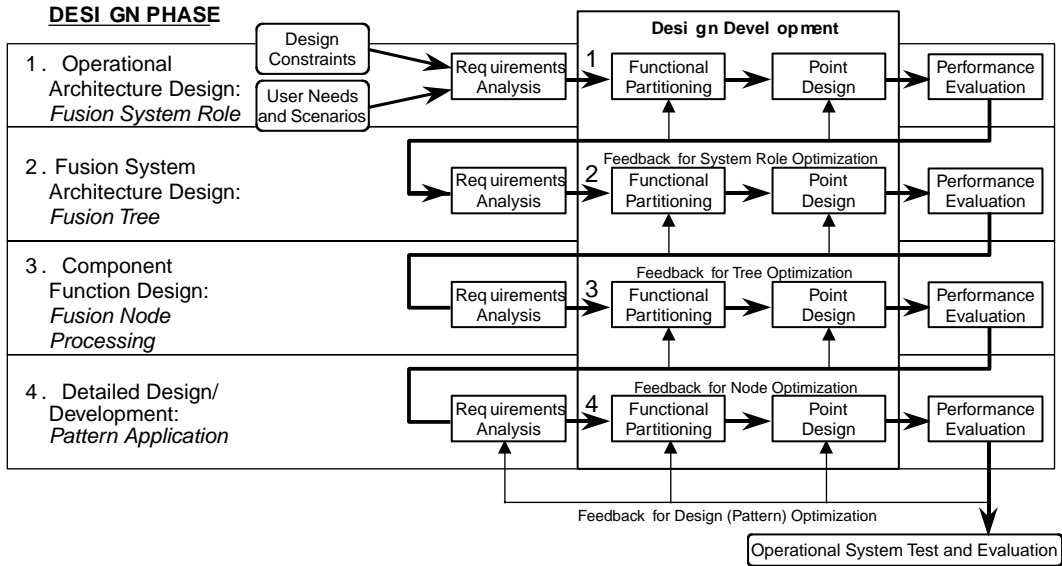 DESIGN PHASE
Design Development
1. Operational
Architecture Design:
Fusion System Role
Design
Constraints
User Needs
and Scenarios
Requirements
Analysis
1
Functional
Partitioning
Point
Design
Performance
Evaluation
Feedback for System Role Optimization
2. Fusion System
Architecture Design:
Fusion Tree
Requirements
Analysis
2
Functional
Partitioning
Point
Design
Performance
Evaluation
Feedback for Tree Optimization
3. Component
Function Design:
Fusion Node
Processing
Requirements
Analysis
3
Functional
Partitioning
Point
Design
Performance
Evaluation
Feedback for Node Optimization
4. Detailed Design/
Development:
Pattern Application
Requirements
Analysis
4
Functional
Partitioning
Point
Design
Performance
Evaluation
Feedback for Design (Pattern) Optimization
Operational System Test and Evaluation